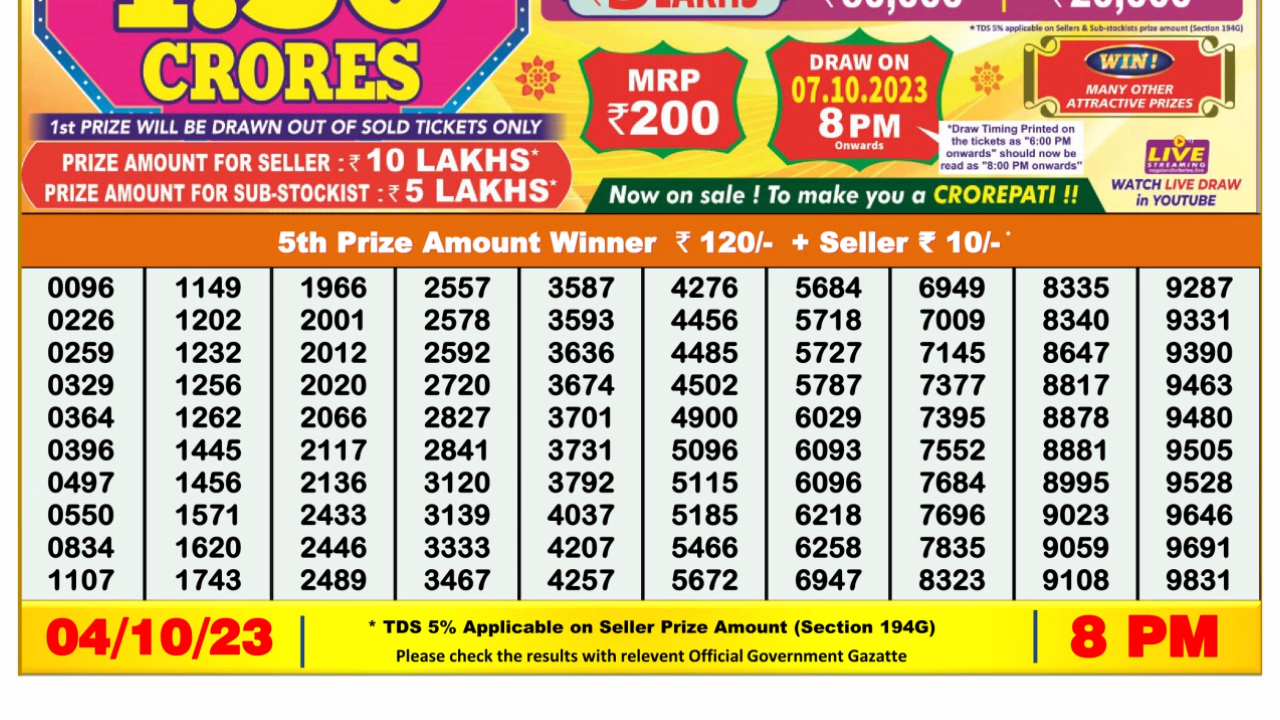 CRORES
1st PRIZE WILL BE DRAWN OUT OF SOLD TICKETS ONLY
PRIZE AMOUNT FOR SELLER : ₹ 10 LAKHS*
PRIZE AMOUNT FOR SUB-STOCKIST : ₹ 5 LAKHS*
* TDS 5% applicable on Sellers & Sub-stockists prize amount (Section 194G)
MRP
₹200
DRAW ON
07.10.2023
8 PM
Onwards
*Draw Timing Printed on
the tickets as "6:00 PM
onwards" should now be
read as "8:00 PM onwards"
WIN!
MANY OTHER
ATTRACTIVE PRIZES
LIVE
STREAMING
WATCH LIVE DRAW
in YOUTUBE
Now on sale ! To make you a CROREPATI !!
5th Prize Amount Winner ₹ 120/- + Seller ₹ 10/- *
0096 1149 1966 2557 3587 4276 5684 6949 8335 9287
0226 1202 2001 2578 3593 4456 5718 7009 8340 9331
0259 1232 2012 2592 3636 4485 5727 7145 8647 9390
0329 1256 2020 2720 3674 4502 5787 7377 8817 9463
0364 1262 2066 2827 3701 4900 6029 7395 8878 9480
0396 1445 2117 2841 3731 5096 6093 7552 8881 9505
0497 1456 2136 3120 3792 5115 6096 7684 8995 9528
0550 1571 2433 3139 4037 5185 6218 7696 9023 9646
0834 1620 2446 3333 4207 5466 6258 7835 9059 9691
1107 1743 2489 3467 4257 5672 6947 8323 9108 9831
04/10/23
* TDS 5% Applicable on Seller Prize Amount (Section 194G)
Please check the results with relevent Official Government Gazatte
8 PM